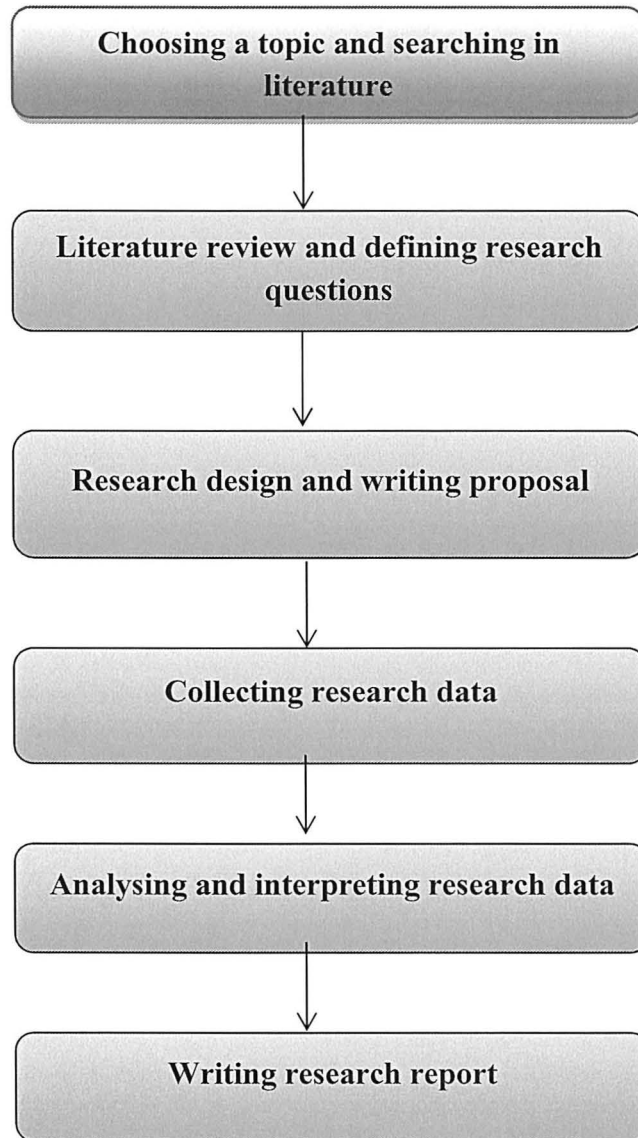 Choosing a topic and searching in
literature
Literature review and defining research
questions
Research design and writing proposal
Collecting research data
Analysing and interpreting research data
Writing research report